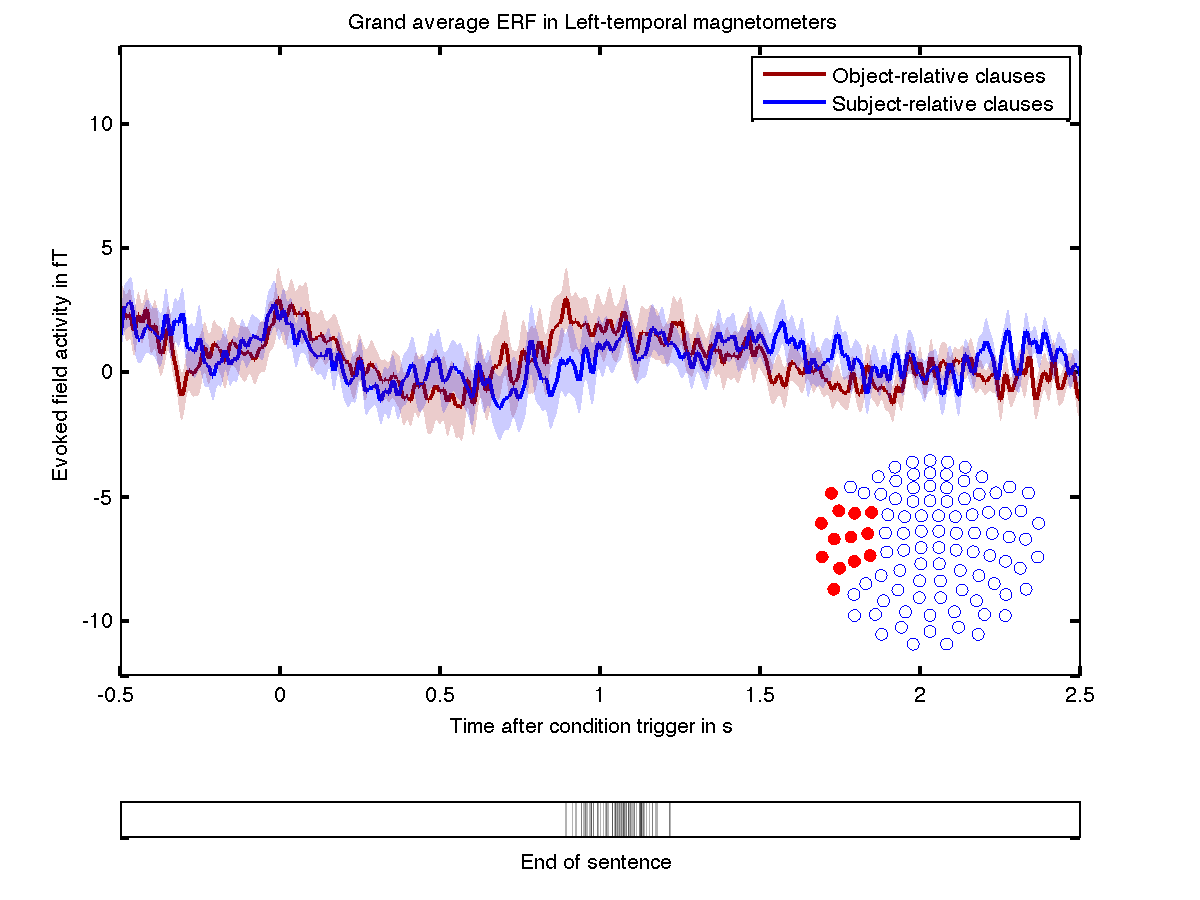 Grand average ERF in Left-temporal magnetometers
Object-relative clauses
Subject-relative clauses
10
5
0
-5
-10
Evoked field activity in fT
-0.5 0 0.5 1 1.5 2 2.5
Time after condition trigger in s
End of sentence